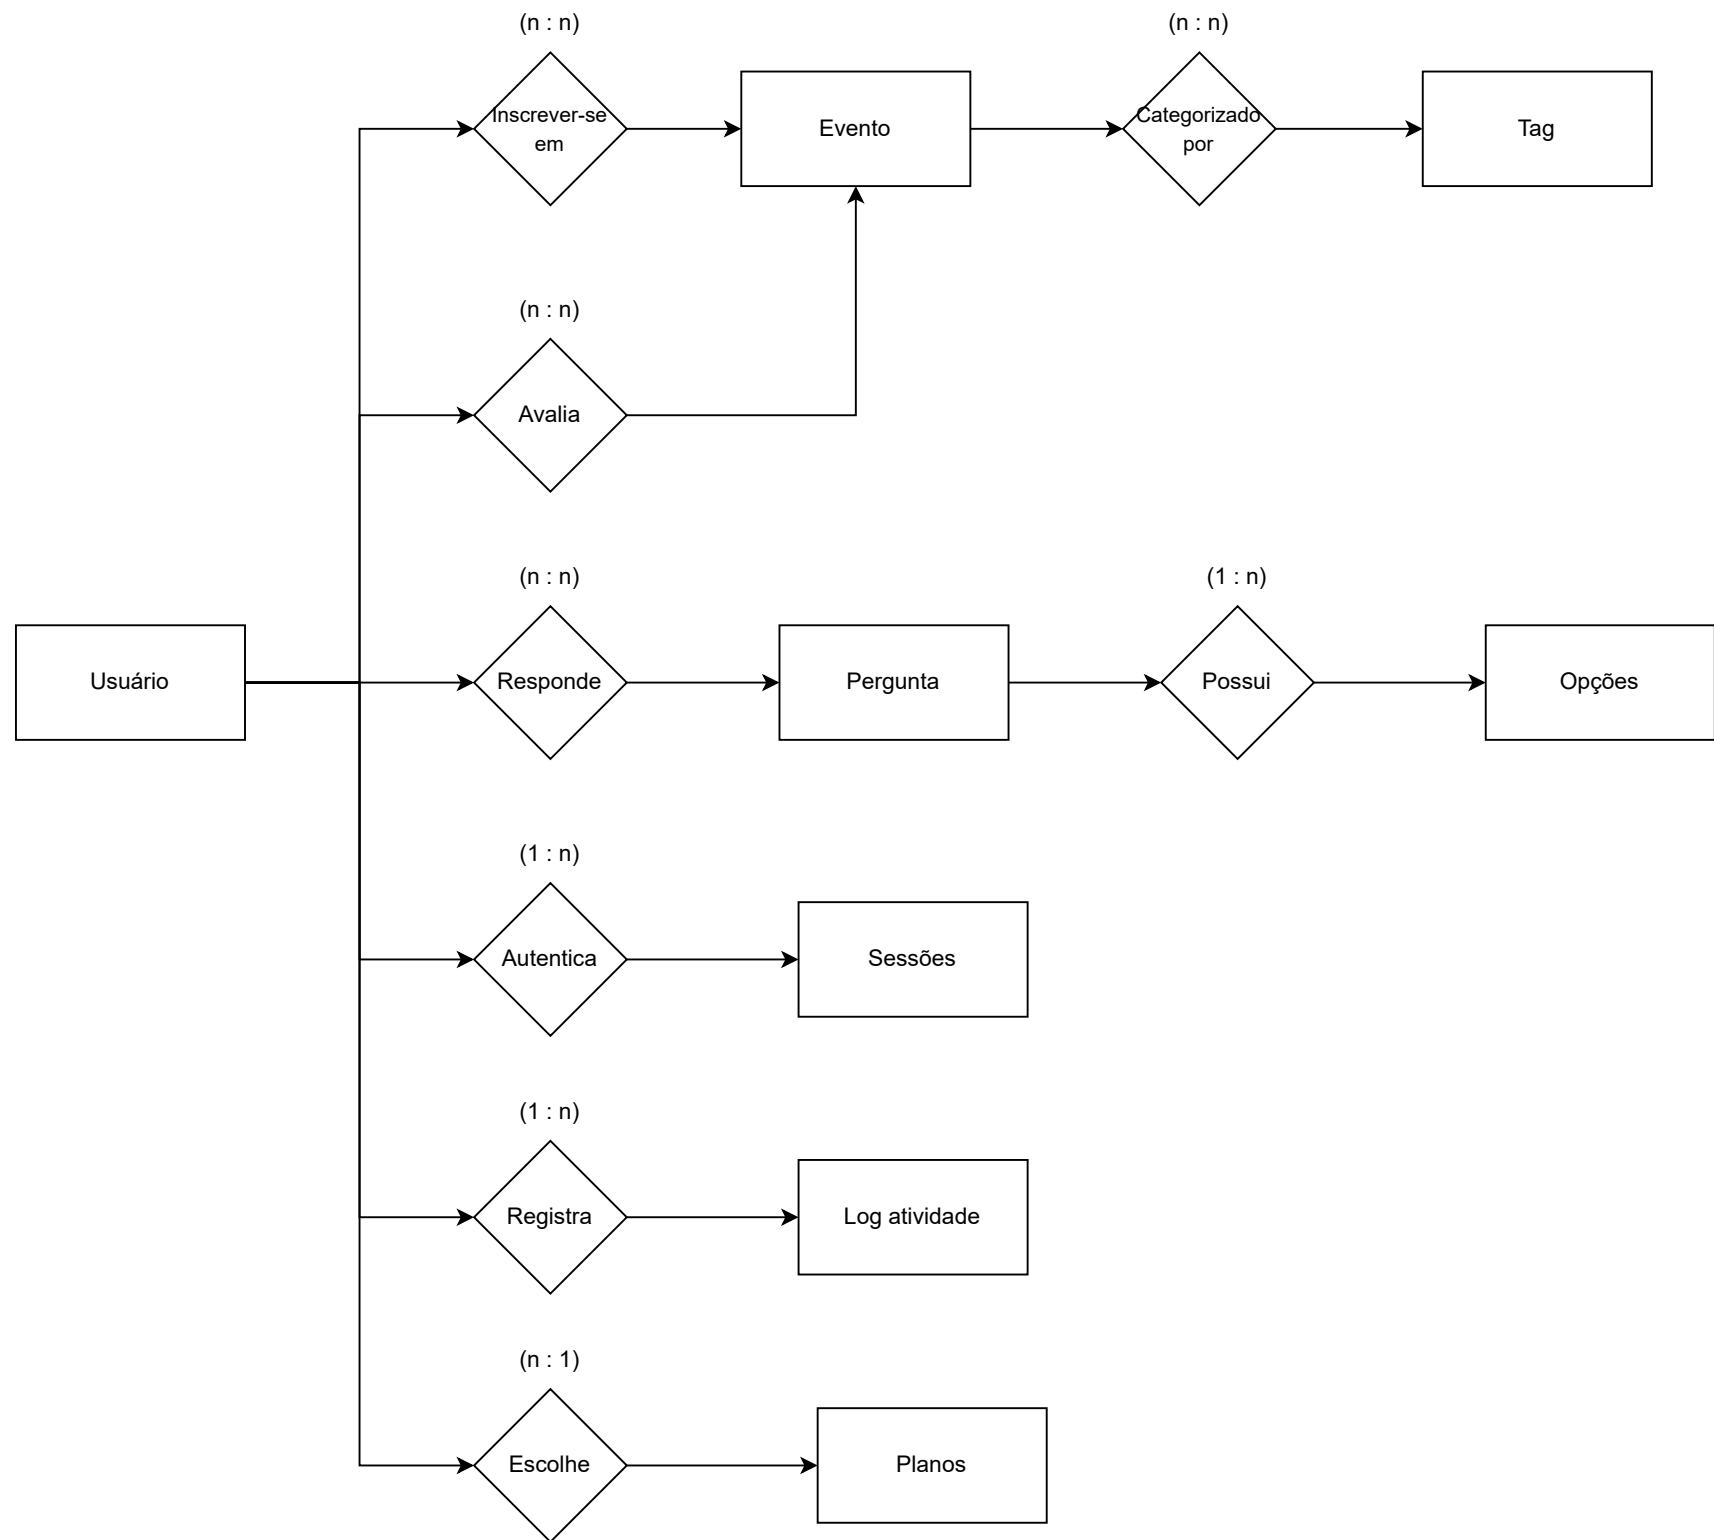 (n : n)
(n : n)
Inscrever-se
em
Evento
Categorizado
por
Tag
(n : n)
Avalia
(n : n)
(1 : n)
Usuário
Responde
Pergunta
Possui
Opções
(1 : n)
Autentica
Sessões
(1 : n)
Registra
Log atividade
(n : 1)
Escolhe
Planos